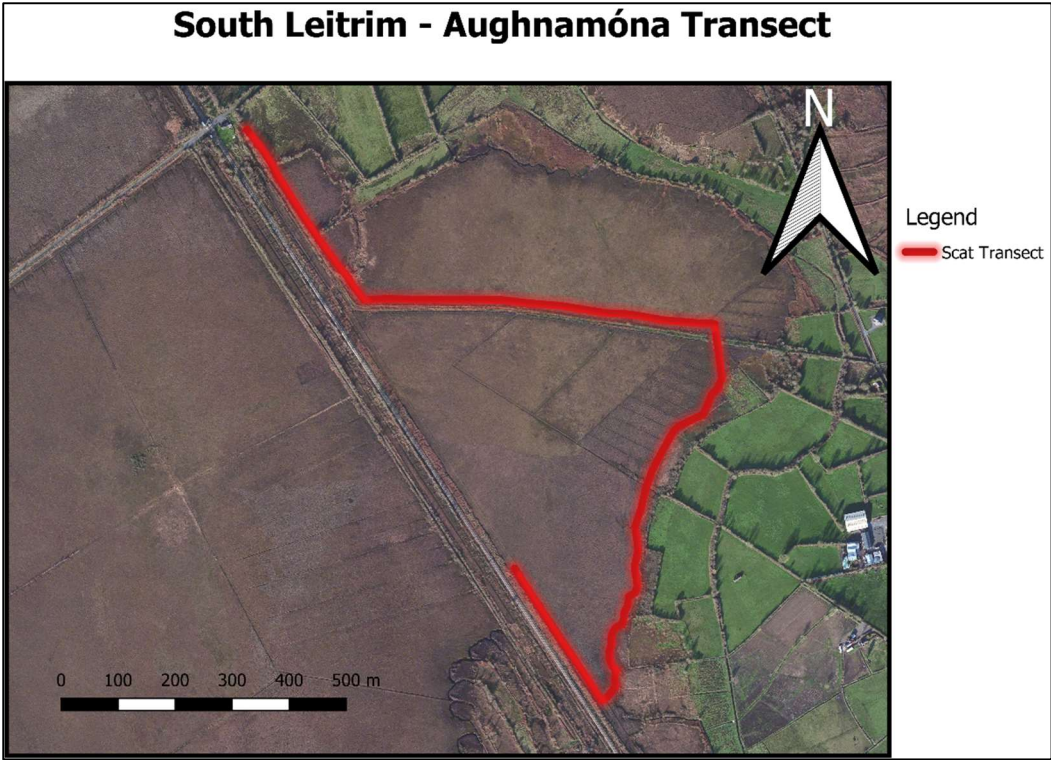 South Leitrim - Aughnamóna Transect
N
Legend
Scat Transect
0 100 200 300 400 500 m